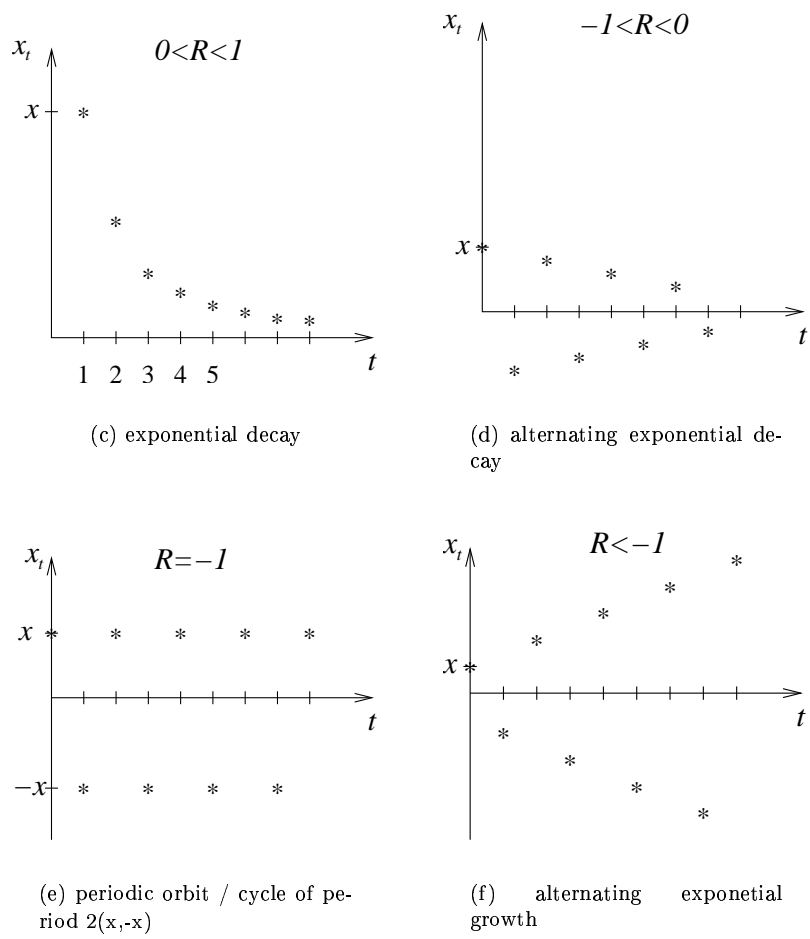 x_t
0<R<1
x
t
1 2 3 4 5
(c) exponential decay
x_t
−1<R<0
x
t
(d) alternating exponential de-
cay
x_t
R=−1
x
t
−x
(e) periodic orbit / cycle of pe-
riod 2(x,-x)
x_t
R<−1
x
t
(f) alternating exponetial
growth